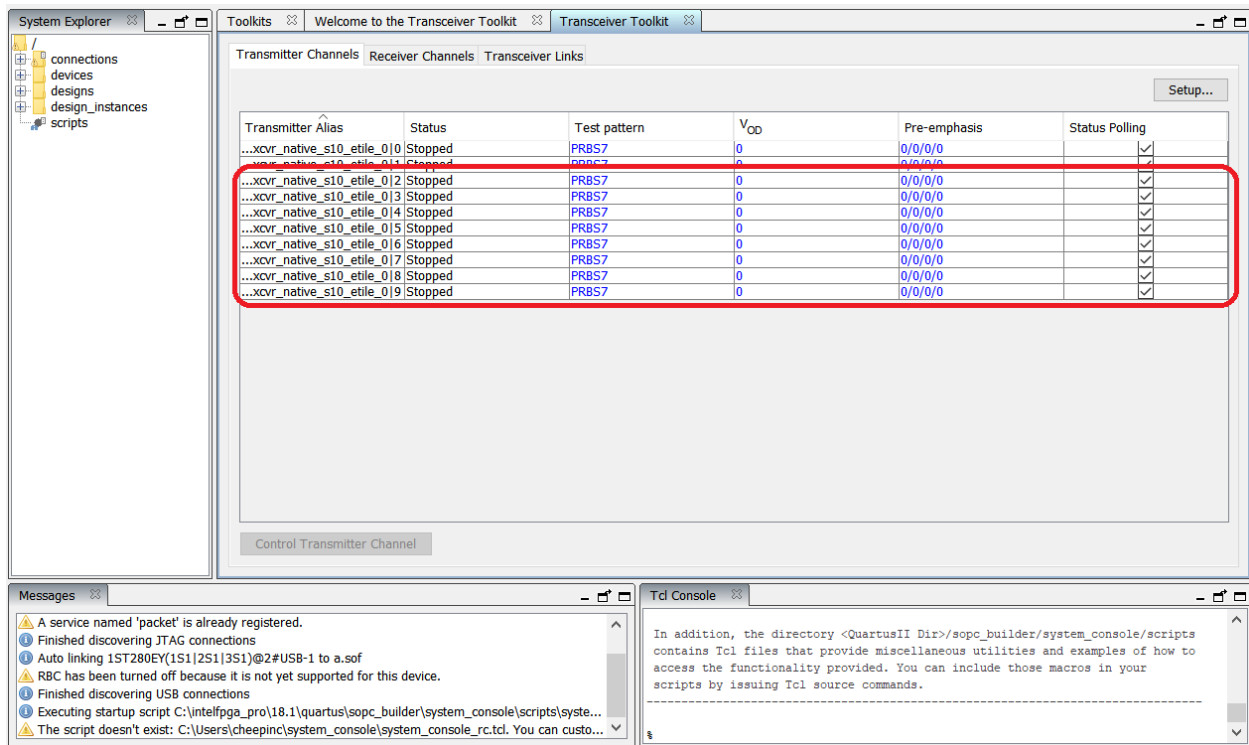 System Explorer
/
connections
devices
designs
design_instances
scripts
Toolkits Welcome to the Transceiver Toolkit Transceiver Toolkit
Transmitter Channels Receiver Channels Transceiver Links
Setup...
Transmitter Alias Status Test pattern VOD Pre-emphasis Status Polling
...xcvr_native_s10_etile_0|0 Stopped PRBS7 0 0/0/0/0
...xcvr_native_s10_etile_0|1 Stopped PRBS7 0 0/0/0/0
...xcvr_native_s10_etile_0|2 Stopped PRBS7 0 0/0/0/0
...xcvr_native_s10_etile_0|3 Stopped PRBS7 0 0/0/0/0
...xcvr_native_s10_etile_0|4 Stopped PRBS7 0 0/0/0/0
...xcvr_native_s10_etile_0|5 Stopped PRBS7 0 0/0/0/0
...xcvr_native_s10_etile_0|6 Stopped PRBS7 0 0/0/0/0
...xcvr_native_s10_etile_0|7 Stopped PRBS7 0 0/0/0/0
...xcvr_native_s10_etile_0|8 Stopped PRBS7 0 0/0/0/0
...xcvr_native_s10_etile_0|9 Stopped PRBS7 0 0/0/0/0
Control Transmitter Channel
Messages
A service named 'packet' is already registered.
Finished discovering JTAG connections
Auto linking 1ST280EY(1S1|2S1|3S1)@2#USB-1 to a.sof
RBC has been turned off because it is not yet supported for this device.
Finished discovering USB connections
Executing startup script C:\intelfpga_pro\18.1\quartus\sopc_builder\system_console\scripts\syste...
The script doesn't exist: C:\Users\cheepinc\system_console\system_console_rc.tcl. You can custo...
Tcl Console
In addition, the directory <QuartusII Dir>/sopc_builder/system_console/scripts
contains Tcl files that provide miscellaneous utilities and examples of how to
access the functionality provided. You can include those macros in your
scripts by issuing Tcl source commands.
--------------------------------------------------------------------------------
%